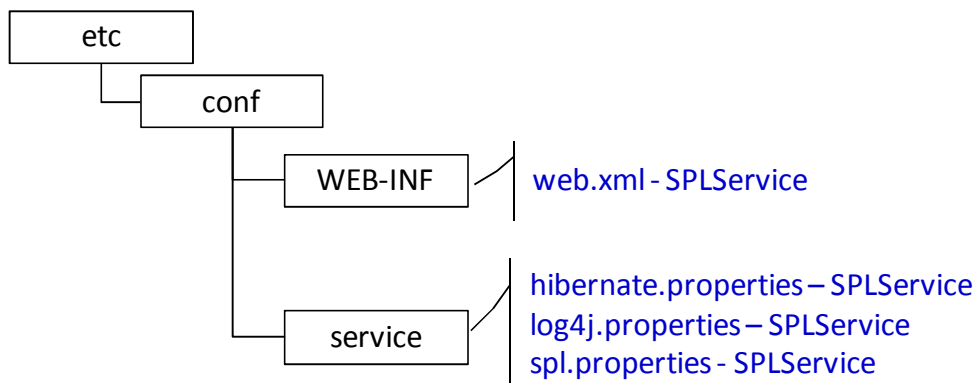 etc
conf
WEB-INF
web.xml - SPLService
hibernate.properties – SPLService
log4j.properties – SPLService
service
spl.properties - SPLService